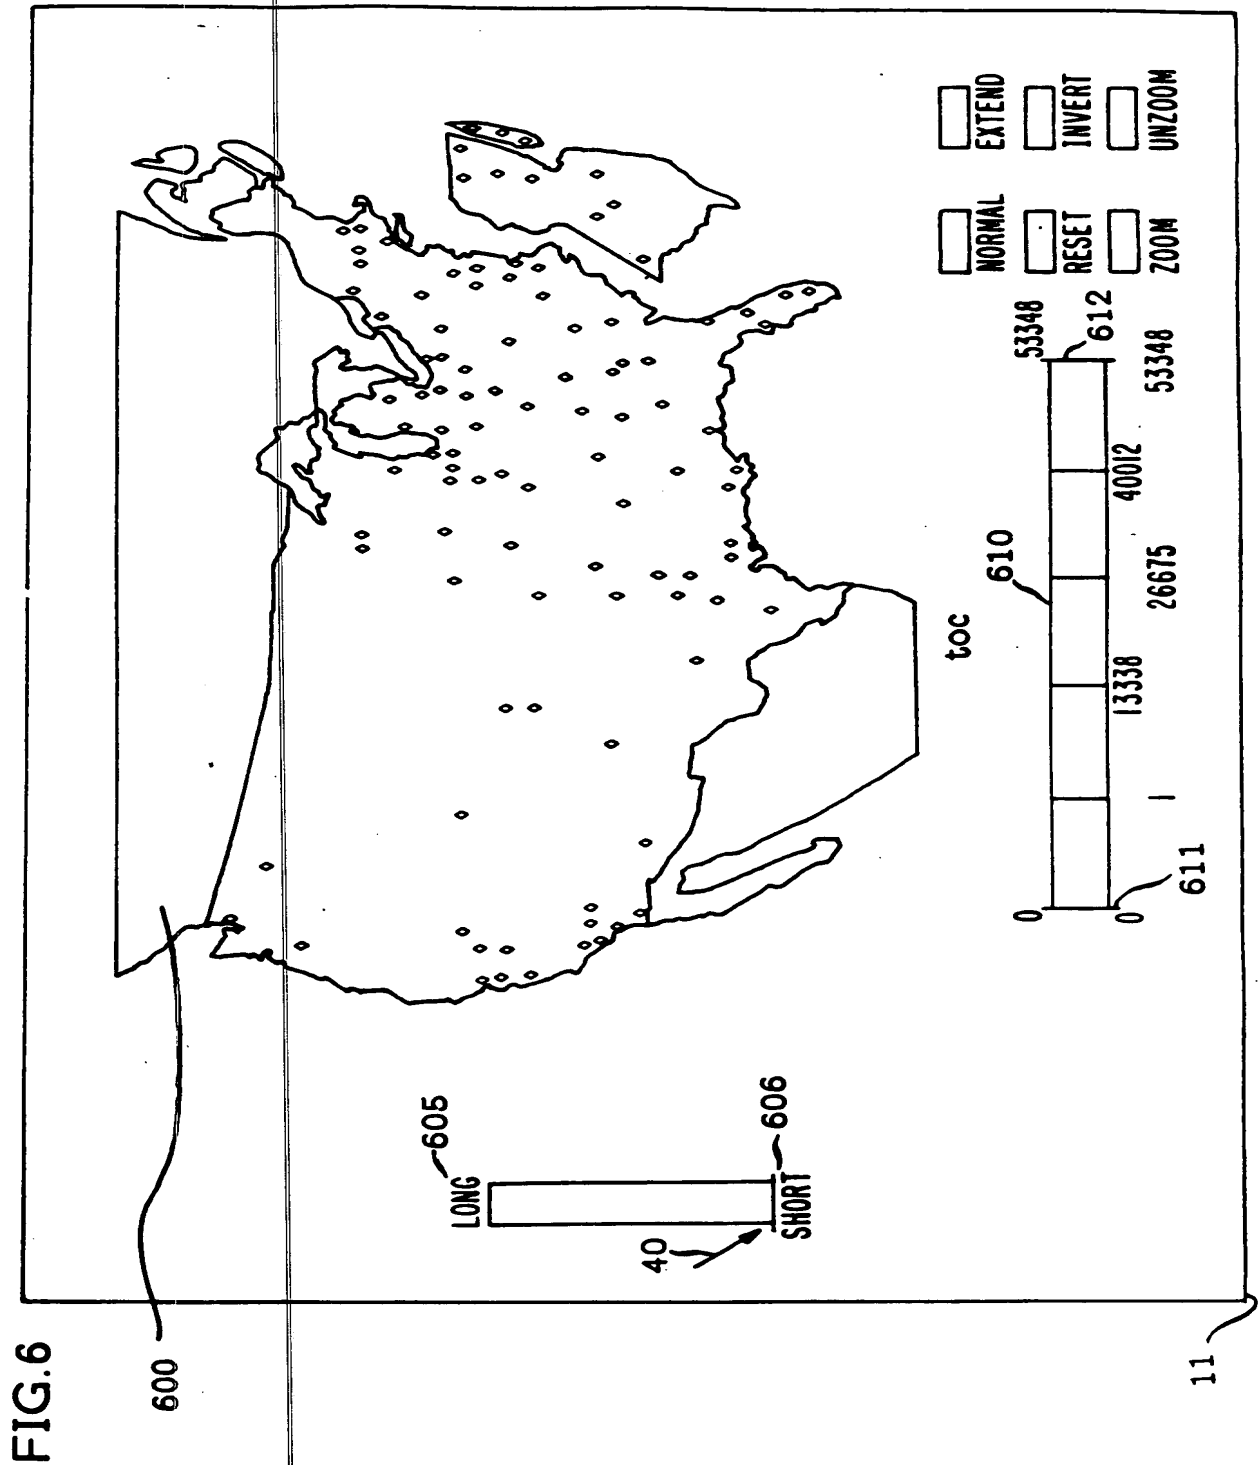 FIG.6
600
LONG
605
40
SHORT
606
toc
610
0
53348
612
0
1
13338
26675
40012
53348
611
NORMAL
EXTEND
RESET
INVERT
ZOOM
UNZOOM
11